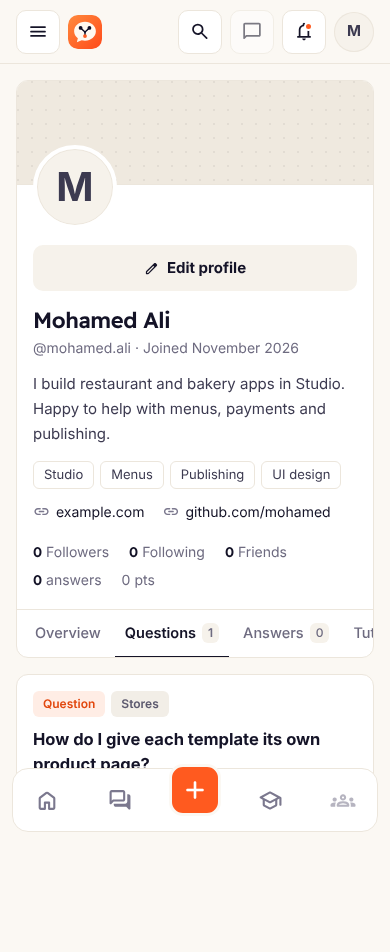 M
M
Edit profile
Mohamed Ali
@mohamed.ali · Joined November 2026
I build restaurant and bakery apps in Studio.
Happy to help with menus, payments and
publishing.
Studio Menus Publishing UI design
example.com github.com/mohamed
0 Followers 0 Following 0 Friends
0 answers 0 pts
Overview Questions 1 Answers 0 Tut
Question Stores
How do I give each template its own
product page?